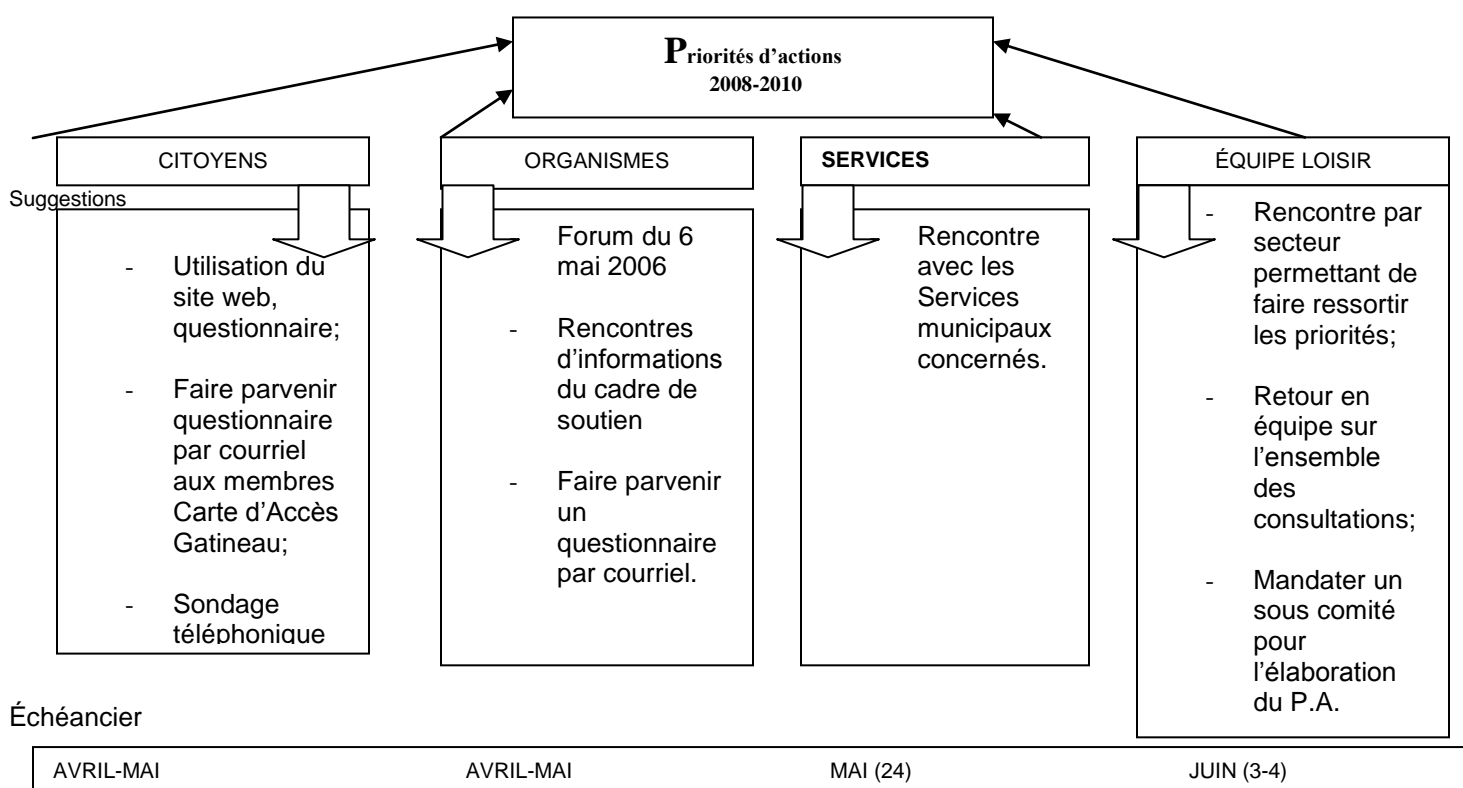 Priorités d’actions
2008-2010
CITOYENS
ORGANISMES
SERVICES
ÉQUIPE LOISIR
Suggestions
- Utilisation du
site web,
questionnaire;
- Faire parvenir
questionnaire
par courriel
aux membres
Carte d’Accès
Gatineau;
- Sondage
téléphonique
Forum du 6
mai 2006
- Rencontres
d’informations
du cadre de
soutien
- Faire parvenir
un
questionnaire
par courriel.
Rencontre
avec les
Services
municipaux
concernés.
- Rencontre par
secteur
permettant de
faire ressortir
les priorités;
- Retour en
équipe sur
l’ensemble
des
consultations;
- Mandater un
sous comité
pour
l’élaboration
du P.A.
Échéancier
AVRIL-MAI
AVRIL-MAI
MAI (24)
JUIN (3-4)